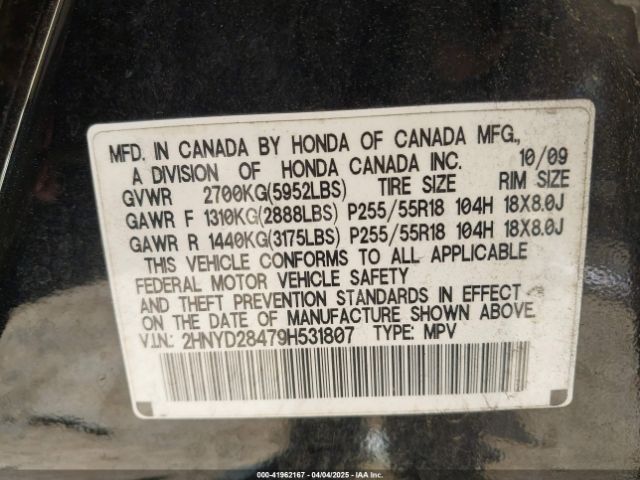 MFD. IN CANADA BY HONDA OF CANADA MFG.,
A DIVISION OF HONDA CANADA INC. 10/09
GVWR 2700KG(5952LBS) TIRE SIZE RIM SIZE
GAWR F 1310KG(2888LBS) P255/55R18 104H 18X8.0J
GAWR R 1440KG(3175LBS) P255/55R18 104H 18X8.0J
THIS VEHICLE CONFORMS TO ALL APPLICABLE
FEDERAL MOTOR VEHICLE SAFETY
AND THEFT PREVENTION STANDARDS IN EFFECT
ON THE DATE OF MANUFACTURE SHOWN ABOVE.
V.I.N.: 2HNYD28479H531807 TYPE: MPV
000-41962167 - 04/04/2025 - IAAI.COM